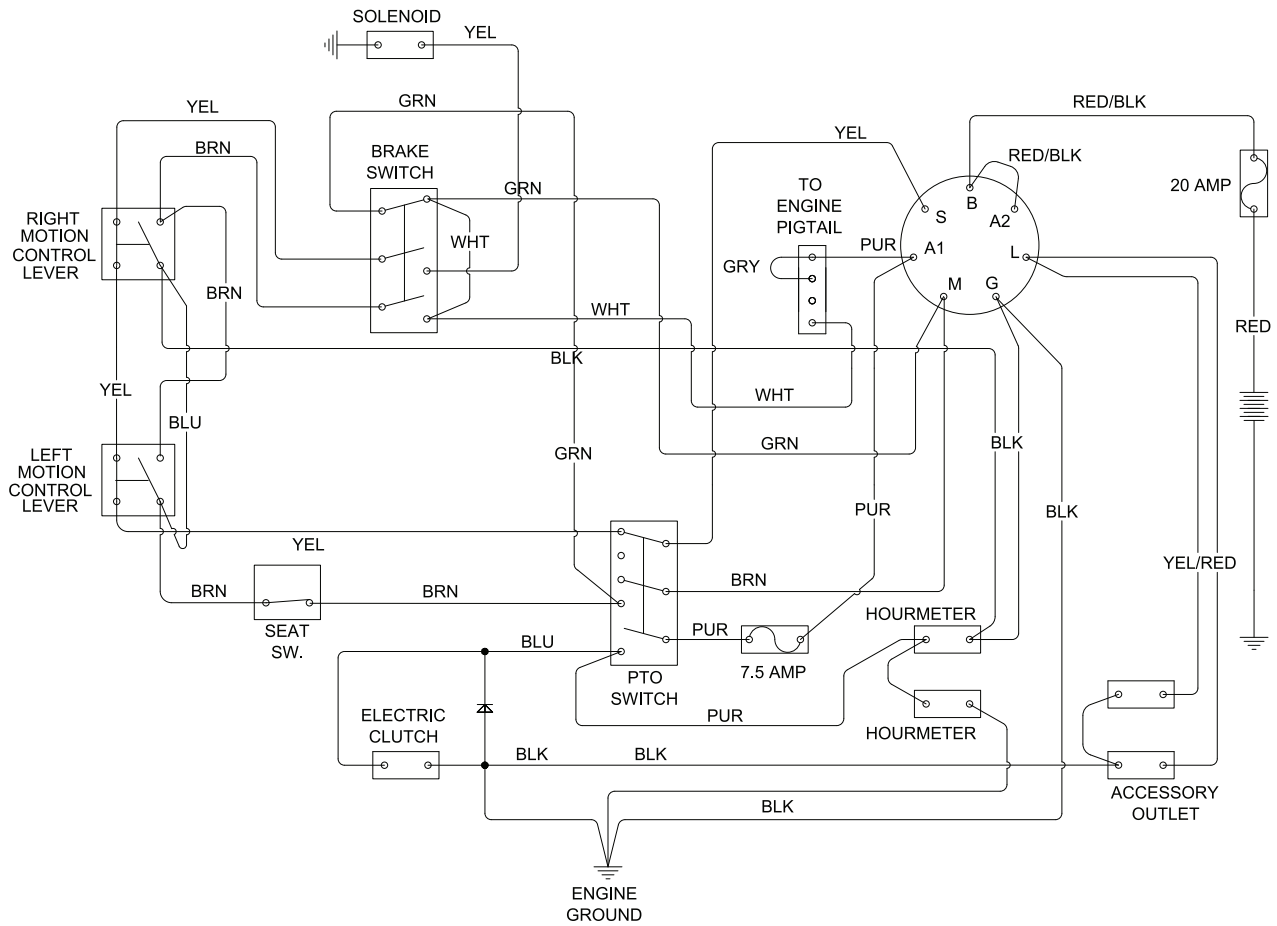 SOLENOID
YEL
GRN
YEL
RED/BLK
YEL
BRN
BRAKE
SWITCH
RED/BLK
20 AMP
TO
ENGINE
PIGTAIL
GRN
B
S
A2
RIGHT
MOTION
CONTROL
LEVER
WHT
PUR
A1
L
GRY
M
G
BRN
WHT
RED
BLK
YEL
WHT
BLU
GRN
BLK
LEFT
MOTION
CONTROL
LEVER
GRN
PUR
BLK
YEL
YEL/RED
BRN
BRN
BRN
SEAT
SW.
HOURMETER
PUR
BLU
7.5 AMP
PTO
SWITCH
ELECTRIC
CLUTCH
PUR
HOURMETER
BLK
BLK
ACCESSORY
OUTLET
BLK
ENGINE
GROUND